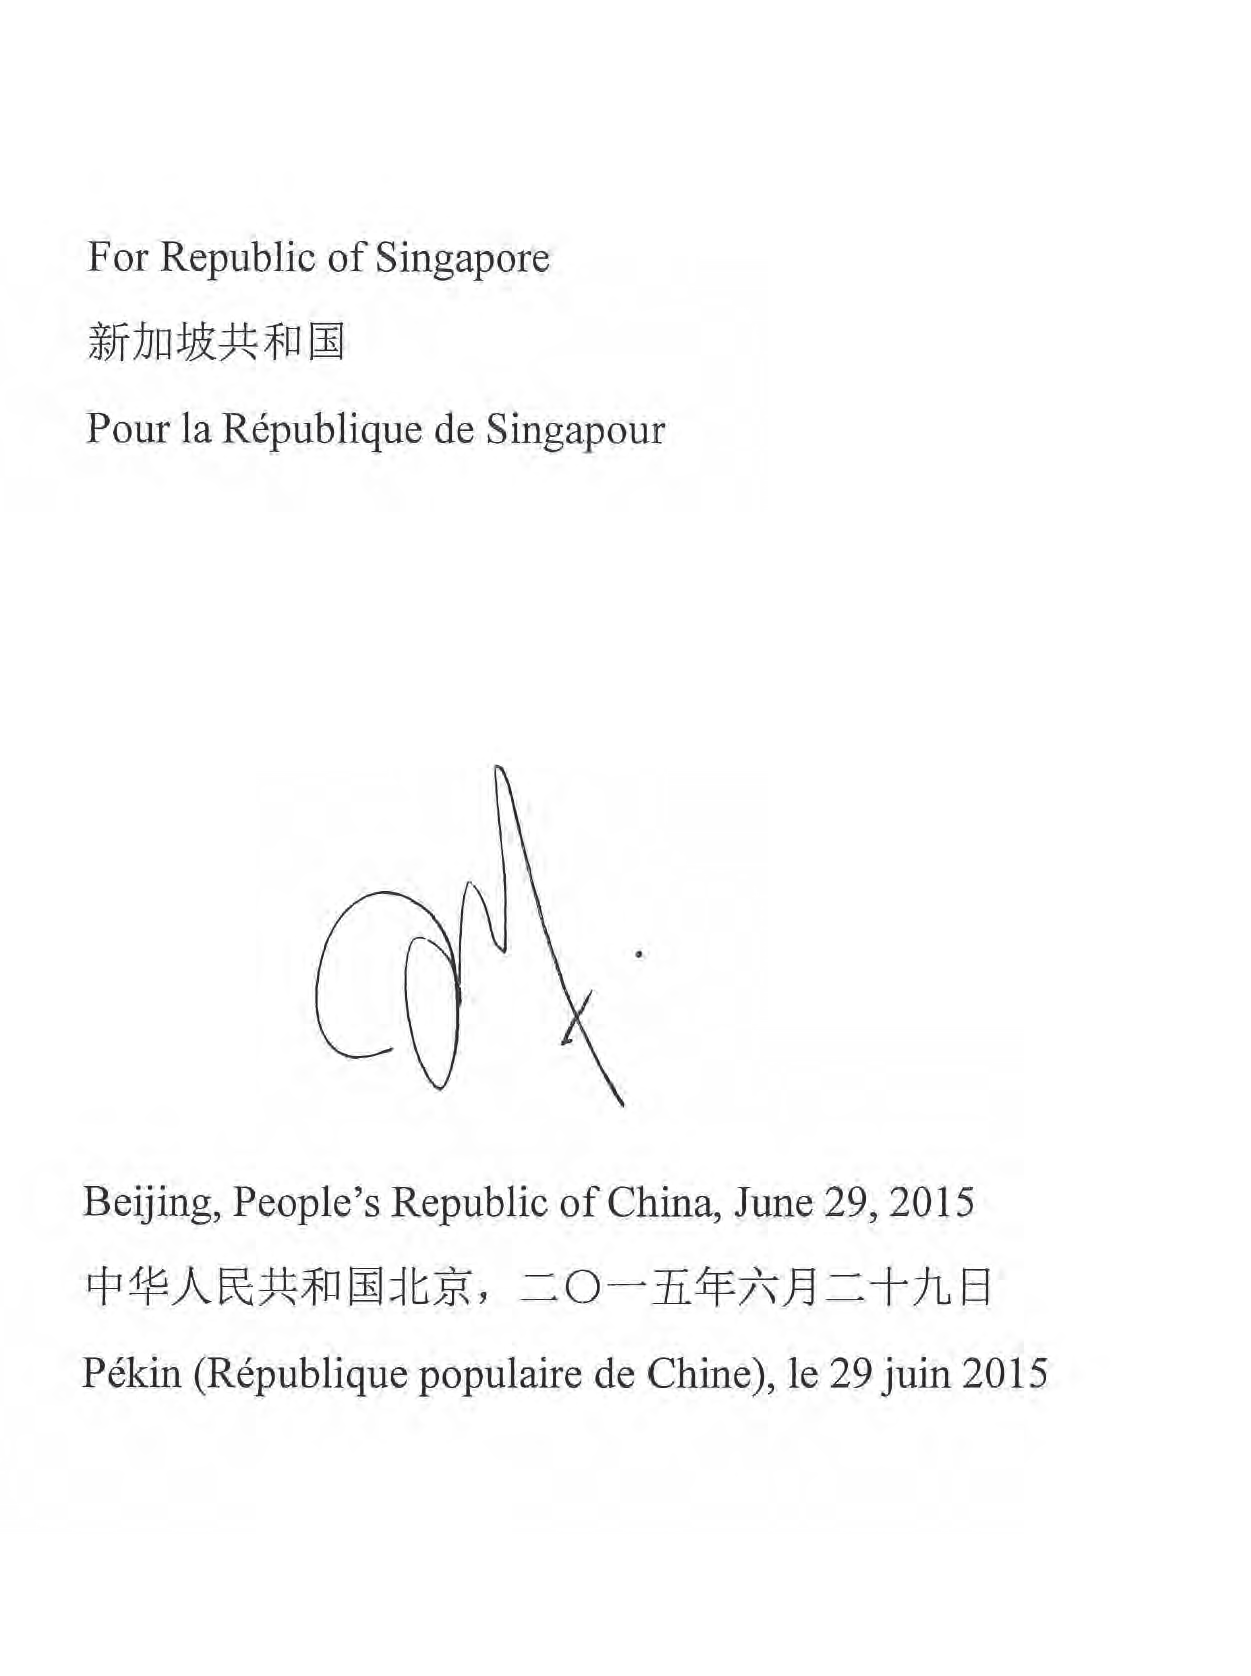 For Republic of Singapore
新加坡共和国
Pour la République de Singapour
Beijing, People's Republic of China, June 29, 2015
中华人民共和国北京，二〇一五年六月二十九日
Pékin (République populaire de Chine), le 29 juin 2015